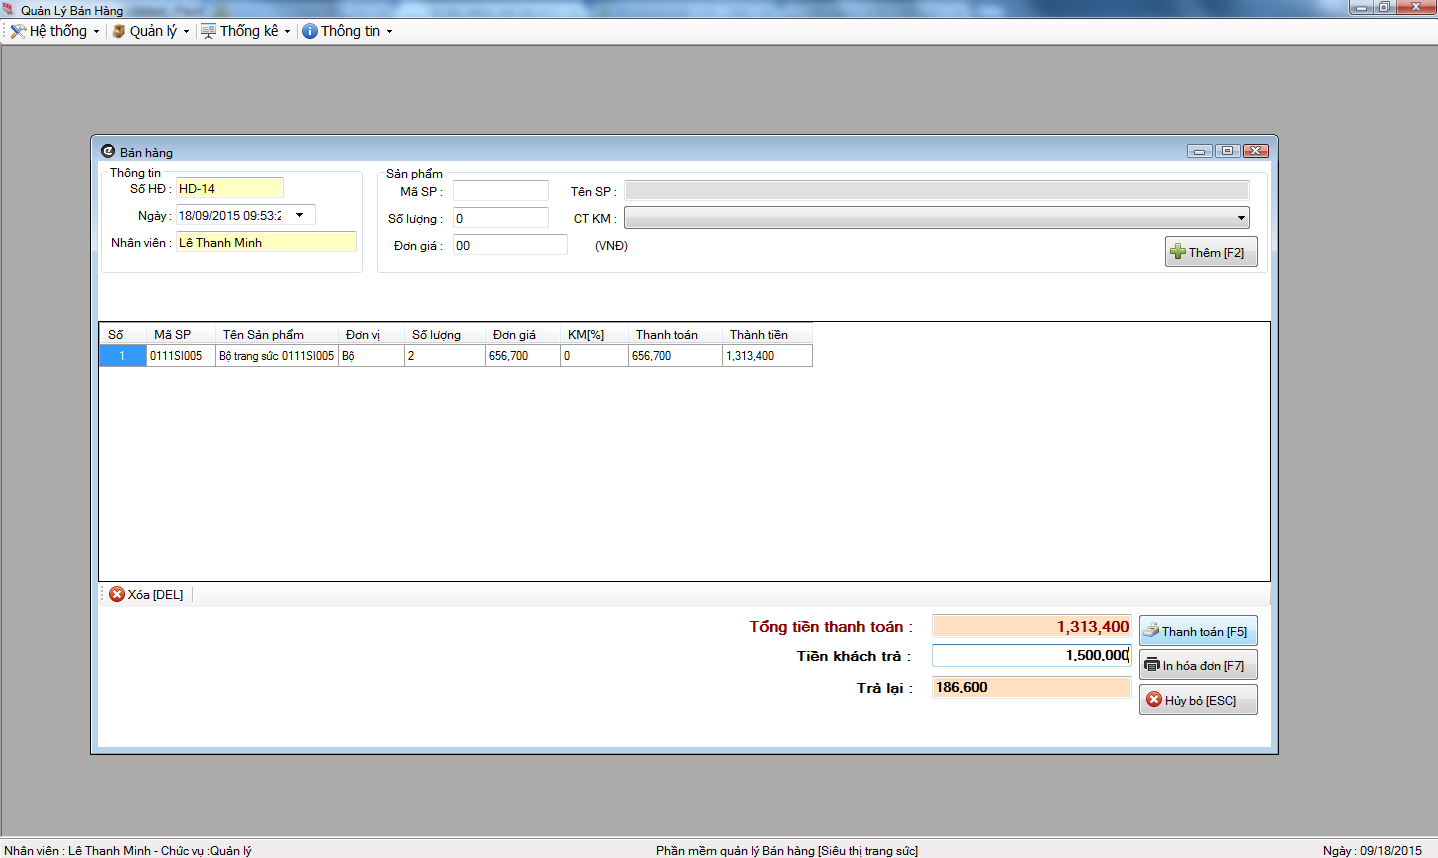 Quản Lý Bán Hàng
Hệ thống Quản lý Thống kê Thông tin
Bán hàng
Thông tin
Số HĐ : HD-14
Ngày : 18/09/2015 09:53:2
Nhân viên : Lê Thanh Minh
Sản phẩm
Mã SP : Tên SP :
Số lượng : 0 CT KM :
Đơn giá : 00 (VNĐ)
Thêm [F2]
Số Mã SP Tên Sản phẩm Đơn vị Số lượng Đơn giá KM[%] Thanh toán Thành tiền
1 0111SI005 Bộ trang sức 0111SI005 Bộ 2 656,700 0 656,700 1,313,400
Xóa [DEL]
Tổng tiền thanh toán : 1,313,400 Thanh toán [F5]
Tiền khách trả : 1,500,000 In hóa đơn [F7]
Trả lại : 186,600 Hủy bỏ [ESC]
Nhân viên : Lê Thanh Minh - Chức vụ :Quản lý Phần mềm quản lý Bán hàng [Siêu thị trang sức] Ngày : 09/18/2015